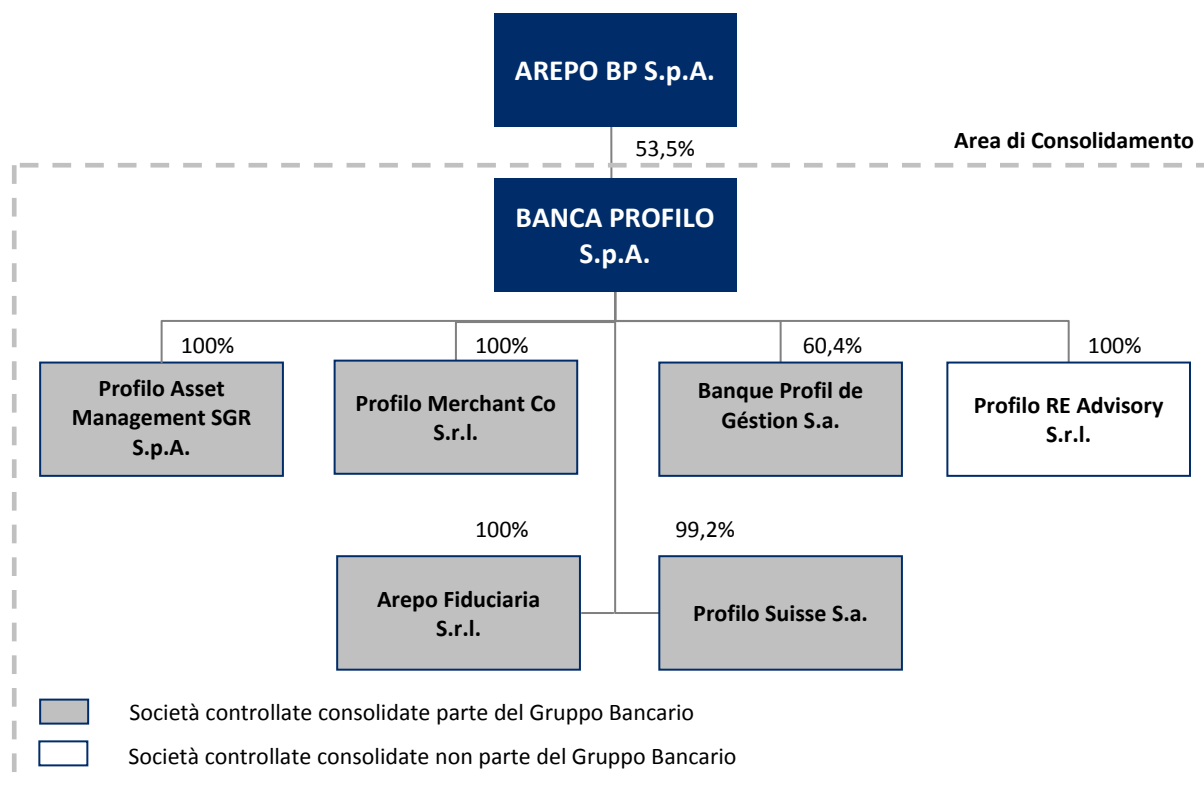 AREPO BP S.p.A.
Area di Consolidamento
53,5%
BANCA PROFILO
S.p.A.
100%
100%
60,4%
100%
Profilo Asset
Management SGR
S.p.A.
Profilo Merchant Co
S.r.l.
Banque Profil de
Géstion S.a.
Profilo RE Advisory
S.r.l.
100%
99,2%
Arepo Fiduciaria
S.r.l.
Profilo Suisse S.a.
Società controllate consolidate parte del Gruppo Bancario
Società controllate consolidate non parte del Gruppo Bancario